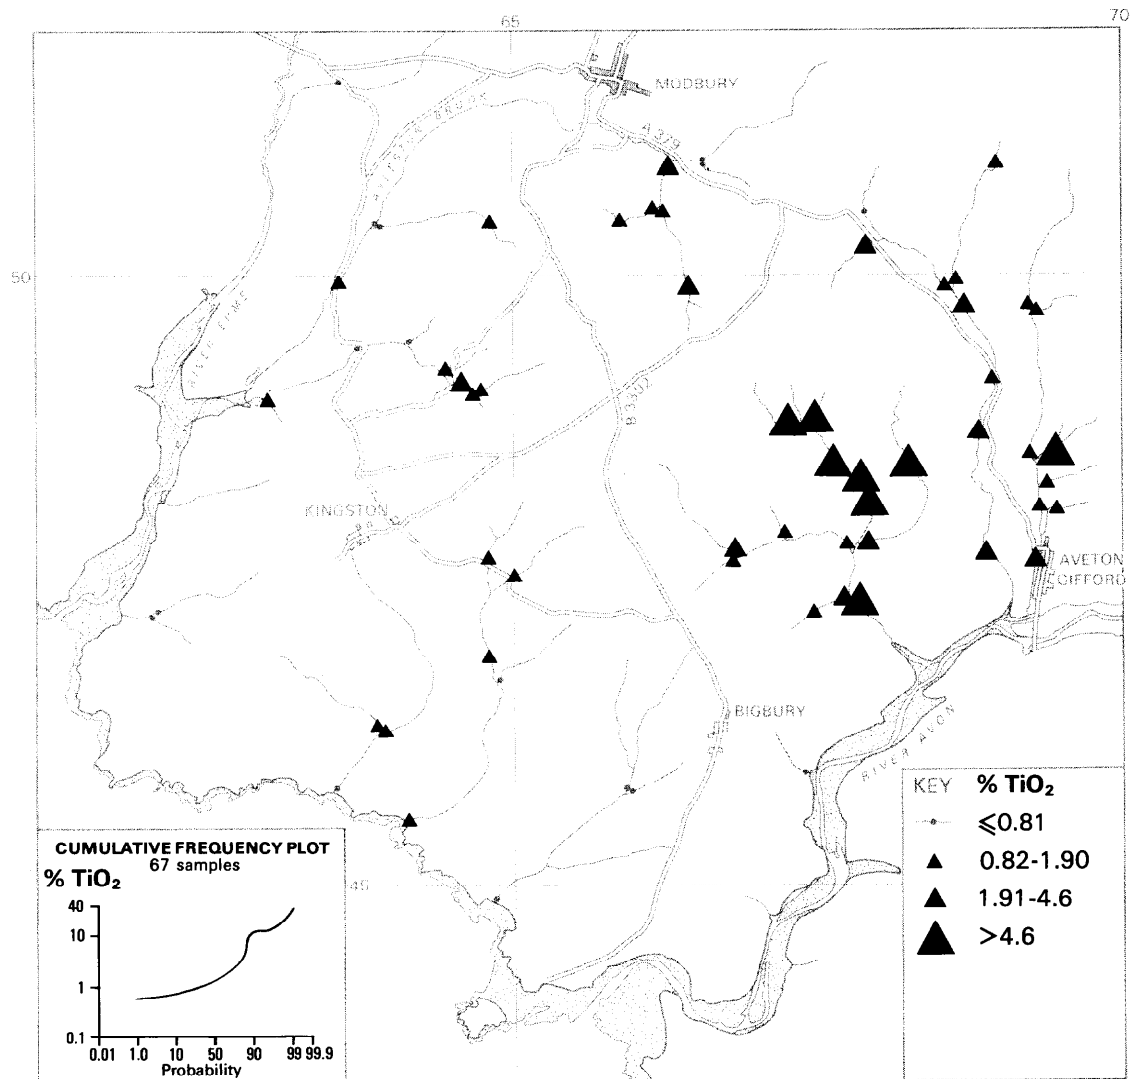 65
70
MODBURY
A 379
50
RIVER ERME
B 3392
KINGSTON
AVETON
GIFFORD
BIGBURY
RIVER AVON
45
KEY % TiO₂
≤0.81
0.82-1.90
1.91-4.6
>4.6
CUMULATIVE FREQUENCY PLOT
67 samples
% TiO₂
40
10
1
0.1
0.01 1.0 10 50 90 99 99.9
Probability